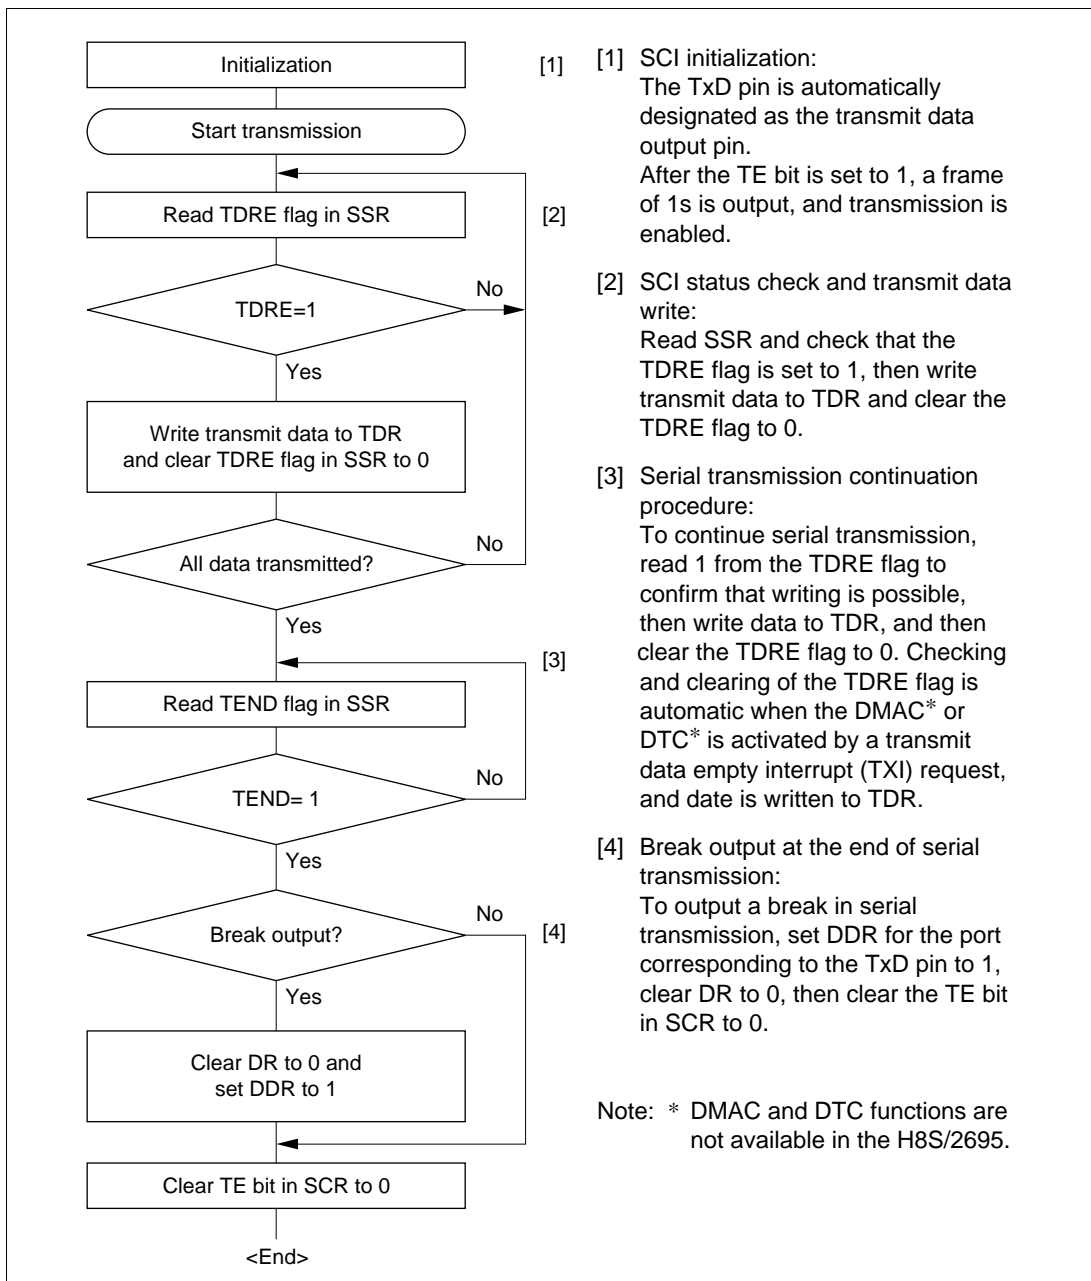 Initialization
[1]
Start transmission
Read TDRE flag in SSR
[2]
TDRE=1
No
Yes
Write transmit data to TDR
and clear TDRE flag in SSR to 0
All data transmitted?
No
Yes
[3]
Read TEND flag in SSR
TEND= 1
No
Yes
Break output?
No
[4]
Yes
Clear DR to 0 and
set DDR to 1
Clear TE bit in SCR to 0
<End>
[1] SCI initialization:
The TxD pin is automatically
designated as the transmit data
output pin.
After the TE bit is set to 1, a frame
of 1s is output, and transmission is
enabled.
[2] SCI status check and transmit data
write:
Read SSR and check that the
TDRE flag is set to 1, then write
transmit data to TDR and clear the
TDRE flag to 0.
[3] Serial transmission continuation
procedure:
To continue serial transmission,
read 1 from the TDRE flag to
confirm that writing is possible,
then write data to TDR, and then
clear the TDRE flag to 0. Checking
and clearing of the TDRE flag is
automatic when the DMAC* or
DTC* is activated by a transmit
data empty interrupt (TXI) request,
and date is written to TDR.
[4] Break output at the end of serial
transmission:
To output a break in serial
transmission, set DDR for the port
corresponding to the TxD pin to 1,
clear DR to 0, then clear the TE bit
in SCR to 0.
Note: * DMAC and DTC functions are
not available in the H8S/2695.